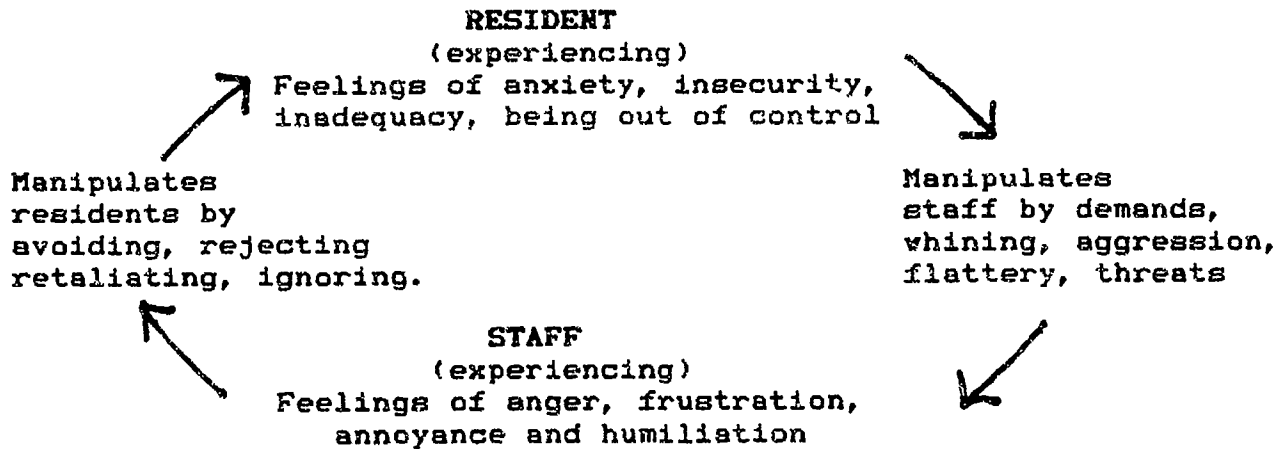 RESIDENT
(experiencing)
Feelings of anxiety, insecurity,
inadequacy, being out of control
Manipulates
staff by demands,
whining, aggression,
flattery, threats
STAFF
(experiencing)
Feelings of anger, frustration,
annoyance and humiliation
Manipulates
residents by
avoiding, rejecting
retaliating, ignoring.